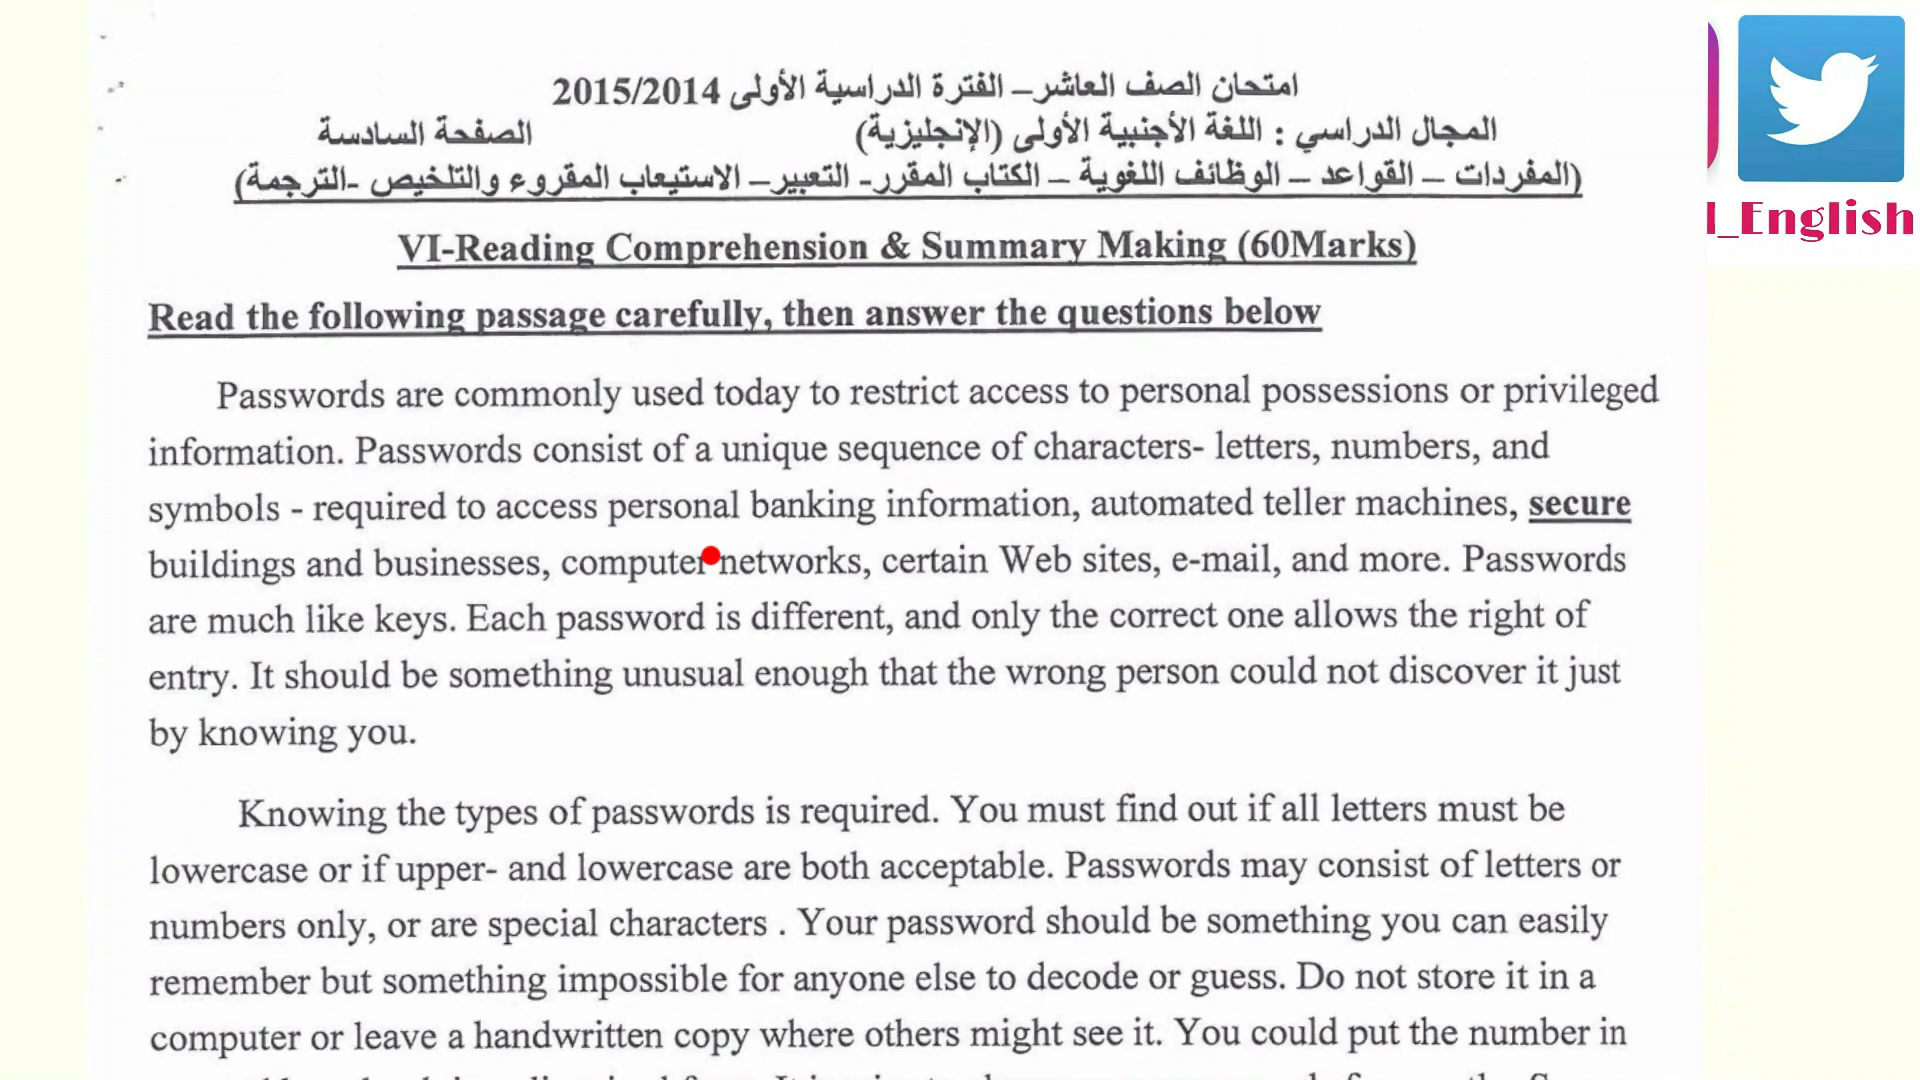 امتحان الصف العاشر – الفترة الدراسية الأولى 2015/2014
المجال الدراسي : اللغة الأجنبية الأولى (الإنجليزية) الصفحة السادسة
(المفردات – القواعد – الوظائف اللغوية – الكتاب المقرر- التعبير – الاستيعاب المقروء والتلخيص -الترجمة)
l_English
VI-Reading Comprehension & Summary Making (60Marks)
Read the following passage carefully, then answer the questions below
Passwords are commonly used today to restrict access to personal possessions or privileged
information. Passwords consist of a unique sequence of characters- letters, numbers, and
symbols - required to access personal banking information, automated teller machines, secure
buildings and businesses, computer networks, certain Web sites, e-mail, and more. Passwords
are much like keys. Each password is different, and only the correct one allows the right of
entry. It should be something unusual enough that the wrong person could not discover it just
by knowing you.
Knowing the types of passwords is required. You must find out if all letters must be
lowercase or if upper- and lowercase are both acceptable. Passwords may consist of letters or
numbers only, or are special characters . Your password should be something you can easily
remember but something impossible for anyone else to decode or guess. Do not store it in a
computer or leave a handwritten copy where others might see it. You could put the number in